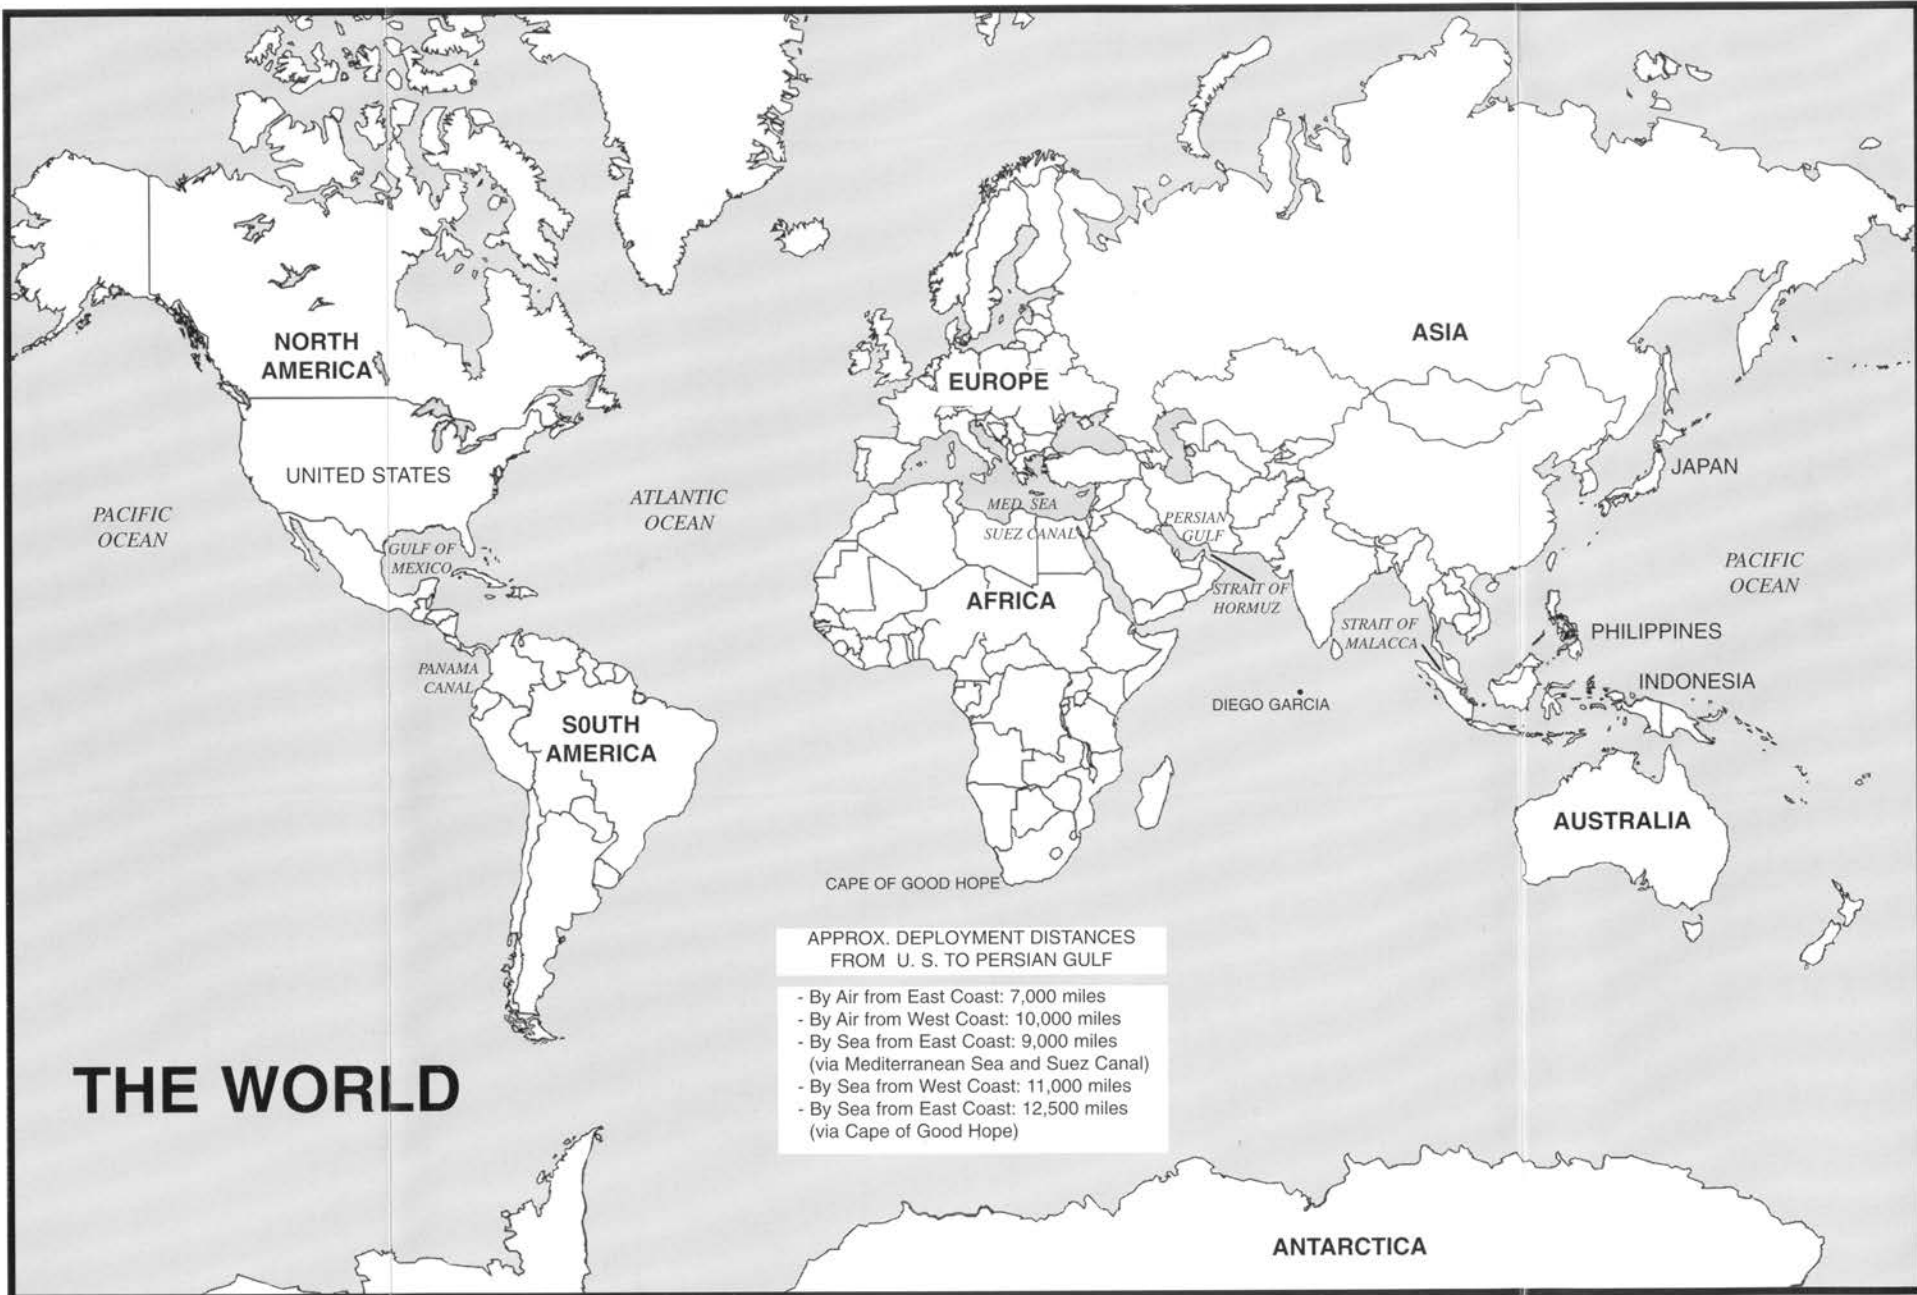 NORTH
AMERICA
ASIA
EUROPE
UNITED STATES
JAPAN
ATLANTIC
OCEAN
PACIFIC
OCEAN
MED. SEA
SUEZ CANAL
PERSIAN
GULF
GULF OF
MEXICO
PACIFIC
OCEAN
AFRICA
STRAIT OF
HORMUZ
STRAIT OF
MALACCA
PHILIPPINES
PANAMA
CANAL
INDONESIA
DIEGO GARCIA
SOUTH
AMERICA
AUSTRALIA
CAPE OF GOOD HOPE
APPROX. DEPLOYMENT DISTANCES
FROM U. S. TO PERSIAN GULF
- By Air from East Coast: 7,000 miles
- By Air from West Coast: 10,000 miles
- By Sea from East Coast: 9,000 miles
(via Mediterranean Sea and Suez Canal)
- By Sea from West Coast: 11,000 miles
- By Sea from East Coast: 12,500 miles
(via Cape of Good Hope)
THE WORLD
ANTARCTICA